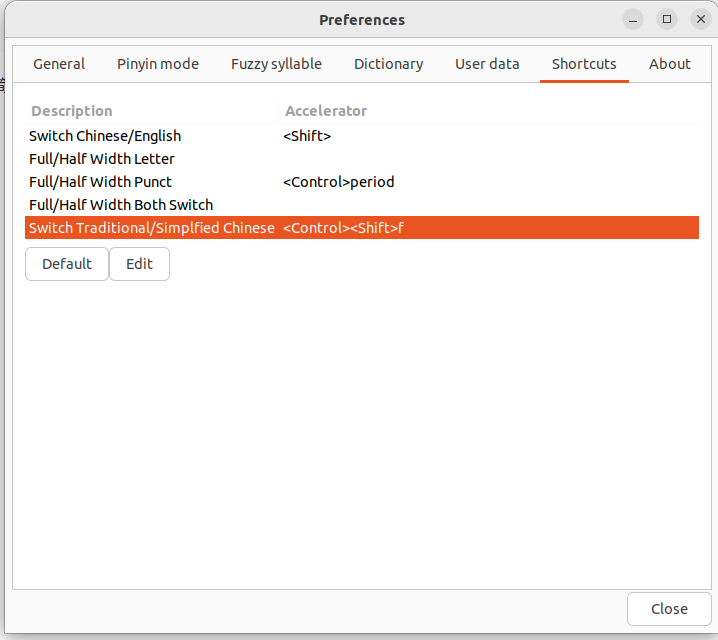 Preferences
General Pinyin mode Fuzzy syllable Dictionary User data Shortcuts About
Description Accelerator
Switch Chinese/English <Shift>
Full/Half Width Letter
Full/Half Width Punct <Control>period
Full/Half Width Both Switch
Switch Traditional/Simplfied Chinese <Control><Shift>f
Default Edit
Close